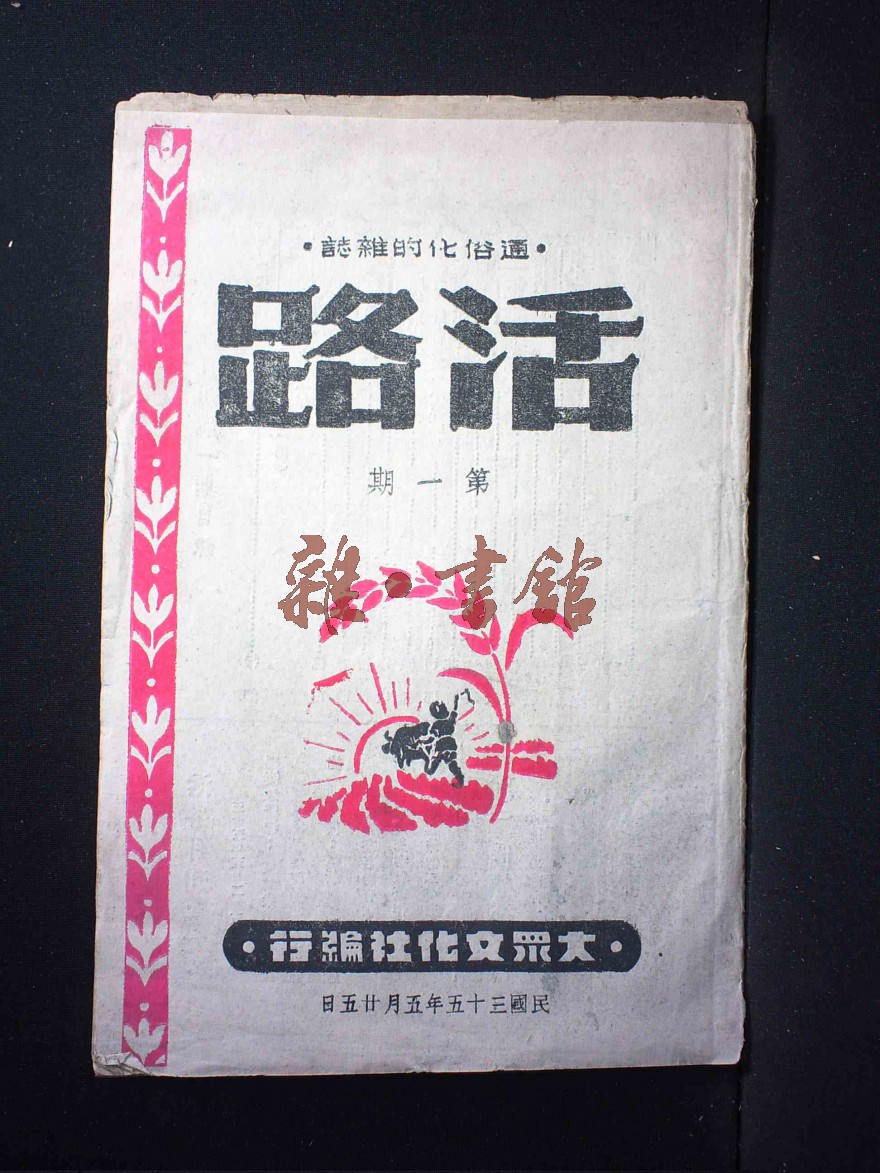 ·通俗化的雜誌·
活路
第一期
雜·書館
·大眾文化社編行·
民國三十五年五月廿五日